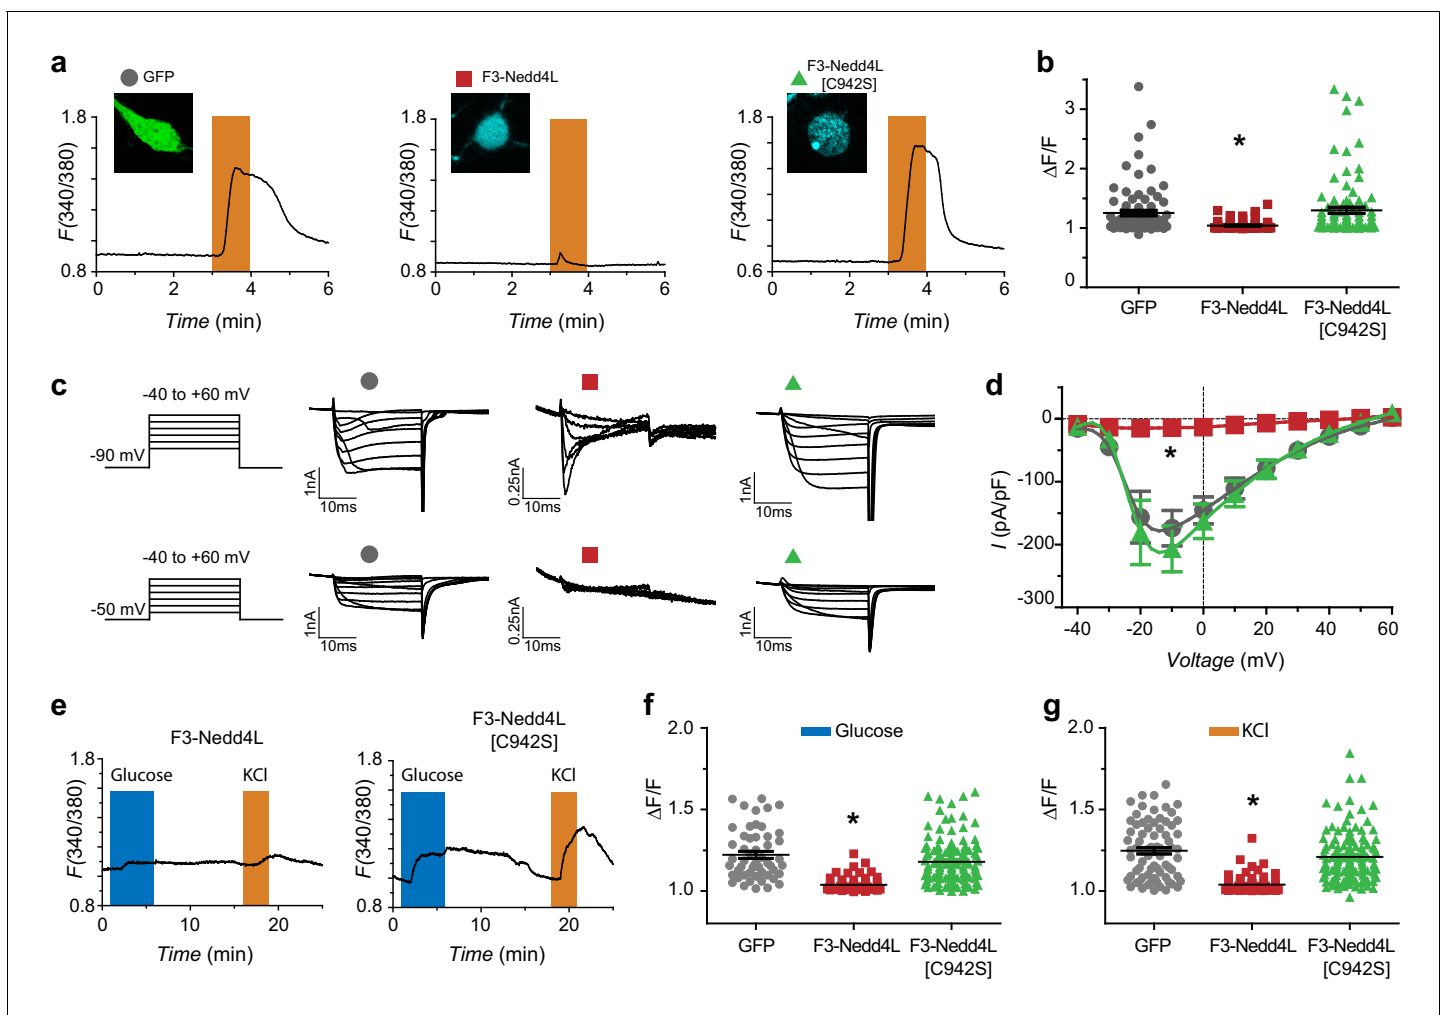 a
GFP
F3-Nedd4L
F3-Nedd4L
[C942S]
F(340/380)
1.8
0.8
0 2 4 6
Time (min)
F(340/380)
1.8
0.8
0 2 4 6
Time (min)
F(340/380)
1.8
0.6
0 2 4 6
Time (min)
b
ΔF/F
3
2
1
0
*
GFP
F3-Nedd4L
F3-Nedd4L
[C942S]
c
-40 to +60 mV
-90 mV
1nA
10ms
0.25nA
10ms
1nA
10ms
-40 to +60 mV
-50 mV
1nA
10ms
0.25nA
10ms
1nA
10ms
d
I (pA/pF)
0
-100
-200
-300
*
-40 -20 0 20 40 60
Voltage (mV)
e
F3-Nedd4L
F(340/380)
1.8
0.8
Glucose KCl
0 10 20
Time (min)
F3-Nedd4L
[C942S]
F(340/380)
1.8
0.8
Glucose KCl
0 10 20
Time (min)
f
Glucose
ΔF/F
2.0
1.5
1.0
*
GFP
F3-Nedd4L
F3-Nedd4L
[C942S]
g
KCl
ΔF/F
2.0
1.5
1.0
*
GFP
F3-Nedd4L
F3-Nedd4L
[C942S]